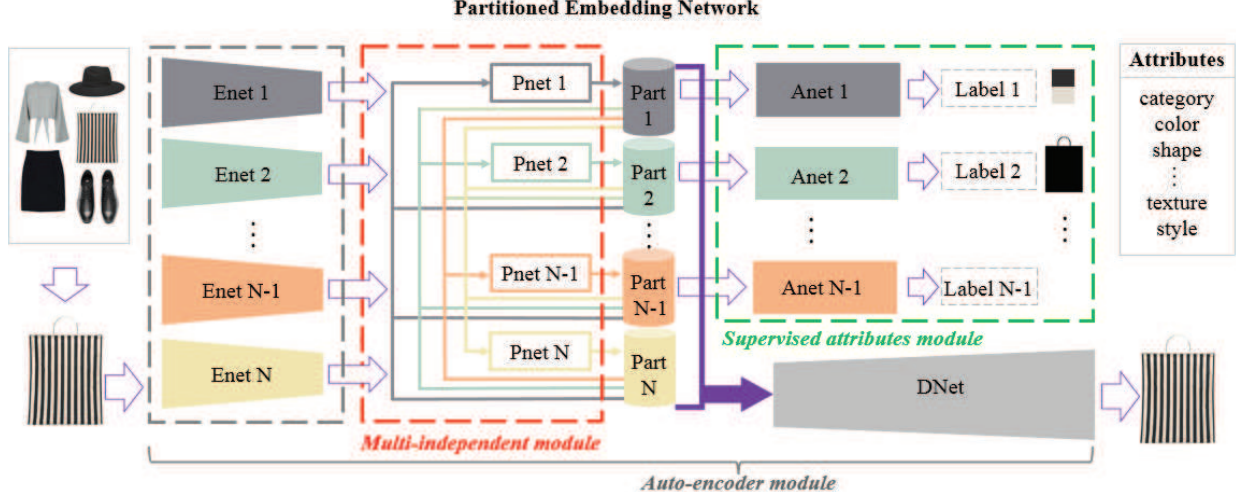 Partitioned Embedding Network
Enet 1
Enet 2
⋮
Enet N-1
Enet N
Pnet 1
Pnet 2
Pnet N-1
Pnet N
Multi-independent module
Part
1
Part
2
⋮
Part
N-1
Part
N
Anet 1
Anet 2
⋮
Anet N-1
Label 1
Label 2
⋮
Label N-1
Supervised attributes module
DNet
Auto-encoder module
Attributes
category
color
shape
⋮
texture
style